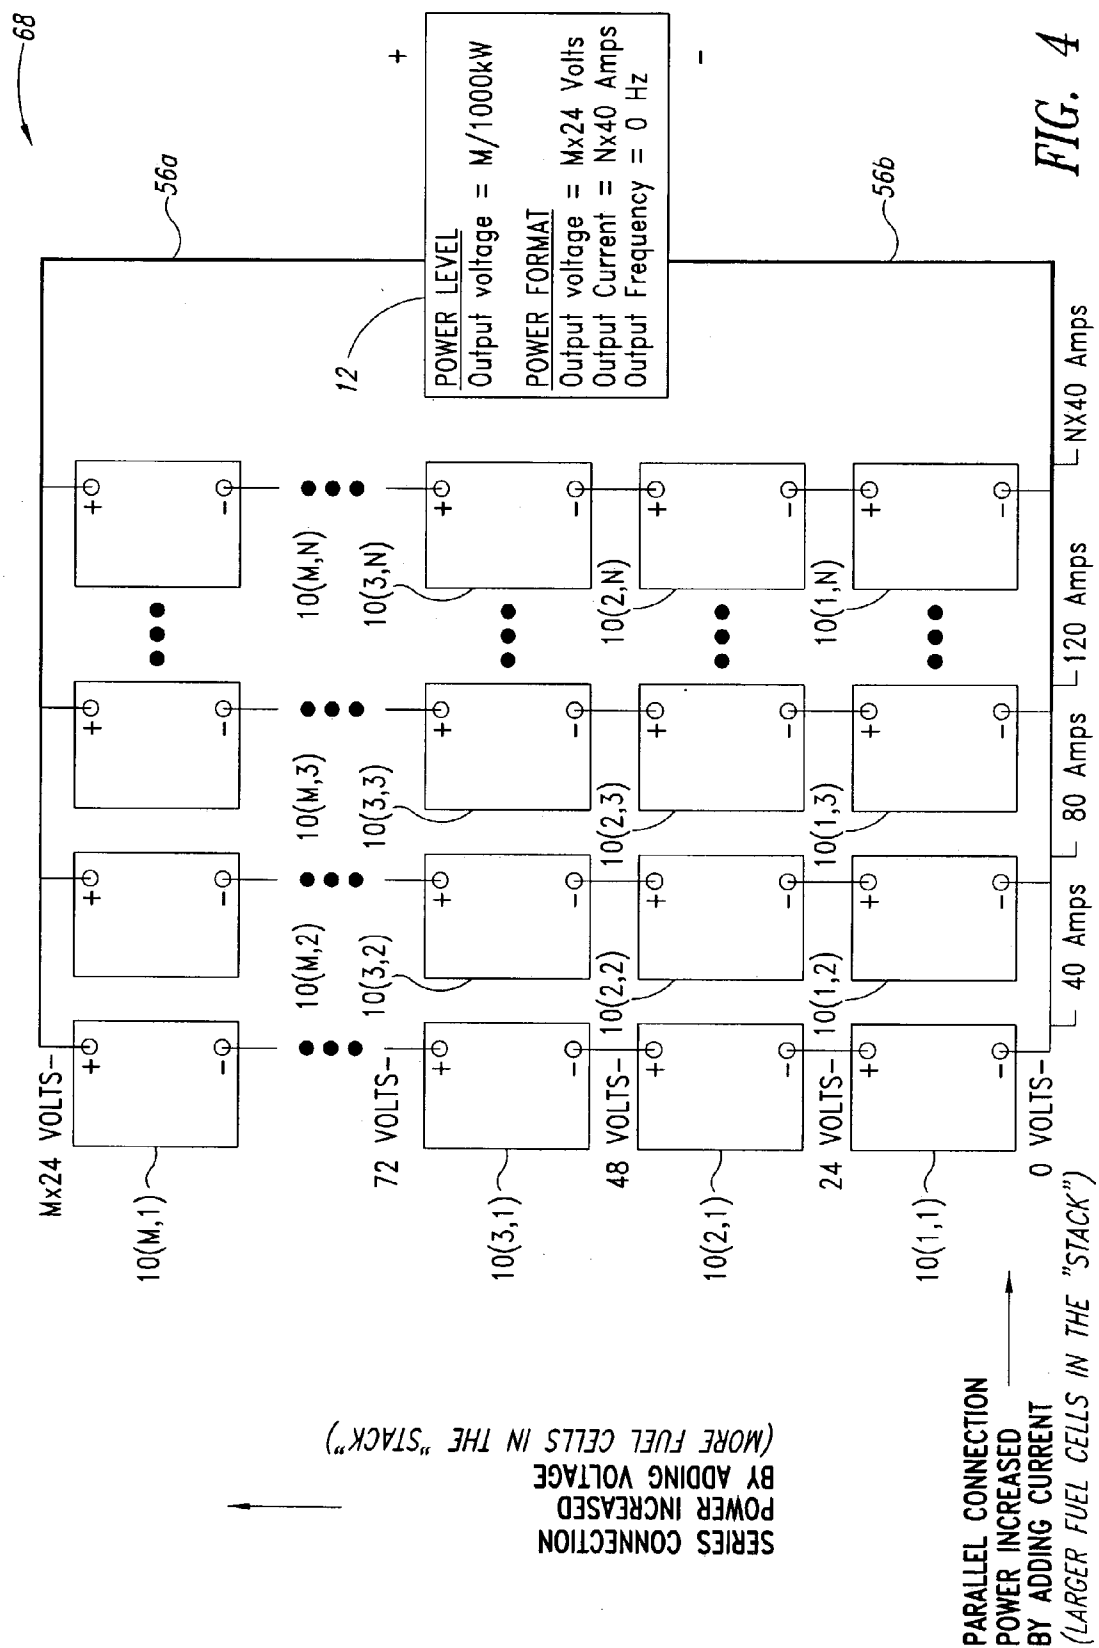 68
56a
+
POWER LEVEL
Output voltage = M/1000kW
POWER FORMAT
Output voltage = Mx24 Volts
Output Current = Nx40 Amps
Output Frequency = 0 Hz
-
12
56b
FIG. 4
Mx24 VOLTS-
+
-
+
-
+
-
+
-
10(M,1)
10(M,2)
10(M,3)
10(M,N)
72 VOLTS-
10(3,2)
10(3,3)
10(3,N)
+
-
+
-
+
-
+
-
10(3,1)
48 VOLTS-
10(2,2)
10(2,3)
10(2,N)
+
-
+
-
+
-
+
-
10(2,1)
24 VOLTS-
10(1,2)
10(1,3)
10(1,N)
+
-
+
-
+
-
+
-
10(1,1)
0 VOLTS-
40 Amps
80 Amps
120 Amps
NX40 Amps
SERIES CONNECTION
POWER INCREASED
BY ADDING VOLTAGE
(MORE FUEL CELLS IN THE "STACK")
PARALLEL CONNECTION
POWER INCREASED
BY ADDING CURRENT
(LARGER FUEL CELLS IN THE "STACK")